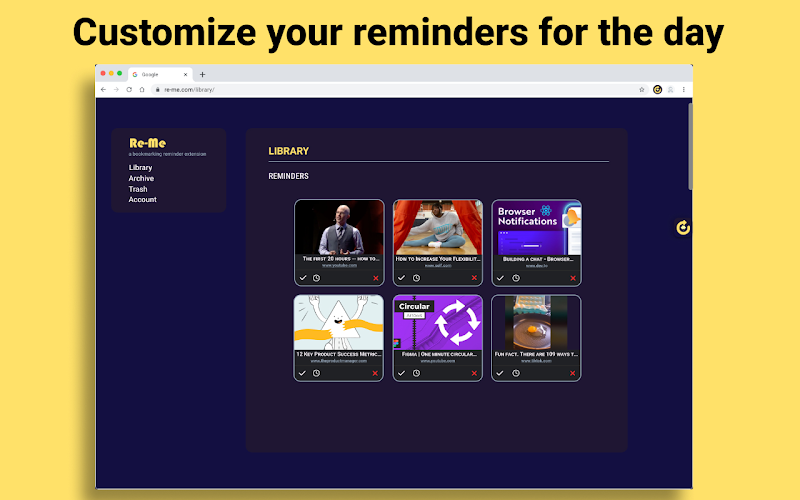 Customize your reminders for the day
Google
re-me.com/library/
Re-Me
a bookmarking reminder extension
Library
Archive
Trash
Account
LIBRARY
REMINDERS
Browser
Notifications
The first 20 hours — how to...
www.youtube.com
How to Increase Your Flexibilit...
www.self.com
Building a chat - Browser...
www.dev.to
Circular
12 Key Product Success Metric...
www.theproductmanager.com
Figma | One minute circular...
www.youtube.com
Fun fact. There are 109 ways t...
www.tiktok.com